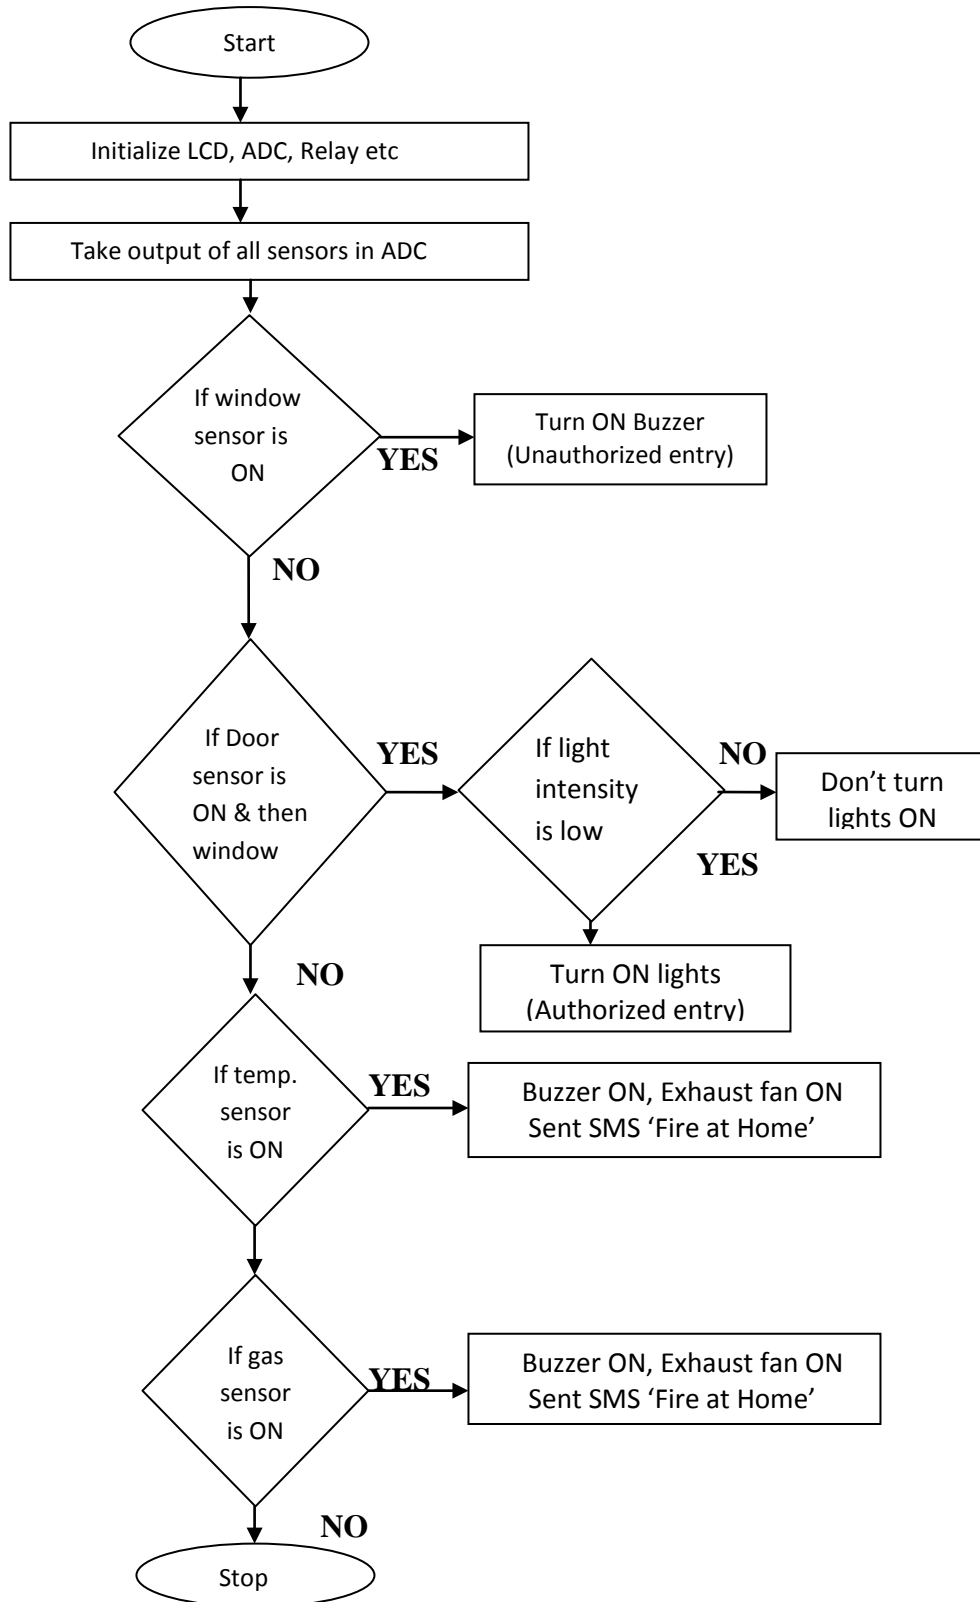 Start
Initialize LCD, ADC, Relay etc
Take output of all sensors in ADC
If window
sensor is
ON
YES
Turn ON Buzzer
(Unauthorized entry)
NO
If Door
sensor is
ON & then
window
YES
If light
intensity
is low
NO
Don’t turn
lights ON
YES
Turn ON lights
(Authorized entry)
NO
If temp.
sensor
is ON
YES
Buzzer ON, Exhaust fan ON
Sent SMS ‘Fire at Home’
If gas
sensor
is ON
YES
Buzzer ON, Exhaust fan ON
Sent SMS ‘Fire at Home’
NO
Stop